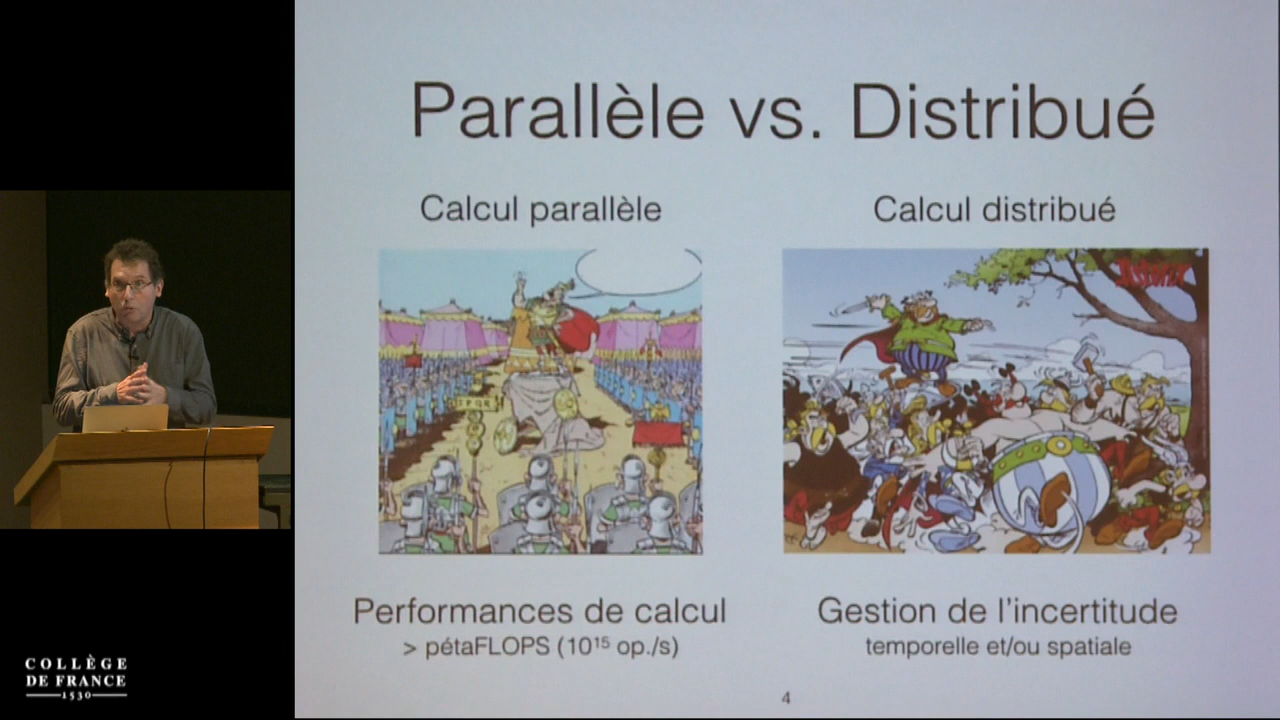 Parallèle vs. Distribué
Calcul parallèle
Calcul distribué
SPQR
Performances de calcul
> pétaFLOPS (10¹⁵ op./s)
Gestion de l'incertitude
temporelle et/ou spatiale
4
COLLÈGE
DE FRANCE
1530